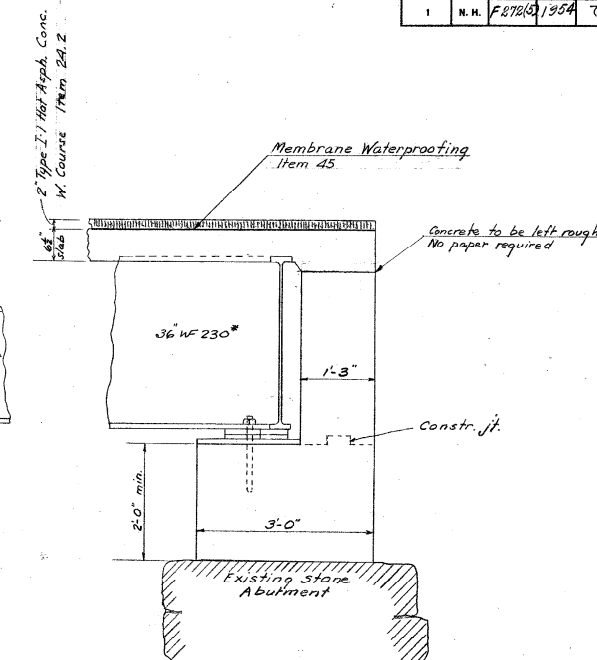 1 N. H. F272(5) 1954
2" Type I-1 Hot Asph. Conc.
W. Course Item 24.2
Membrane Waterproofing
Item 45
Concrete to be left rough
No paper required
6½"
slab
36" WF 230#
1'-3"
Constr. jt.
2'-0" min.
3'-0"
Existing stone
Abutment